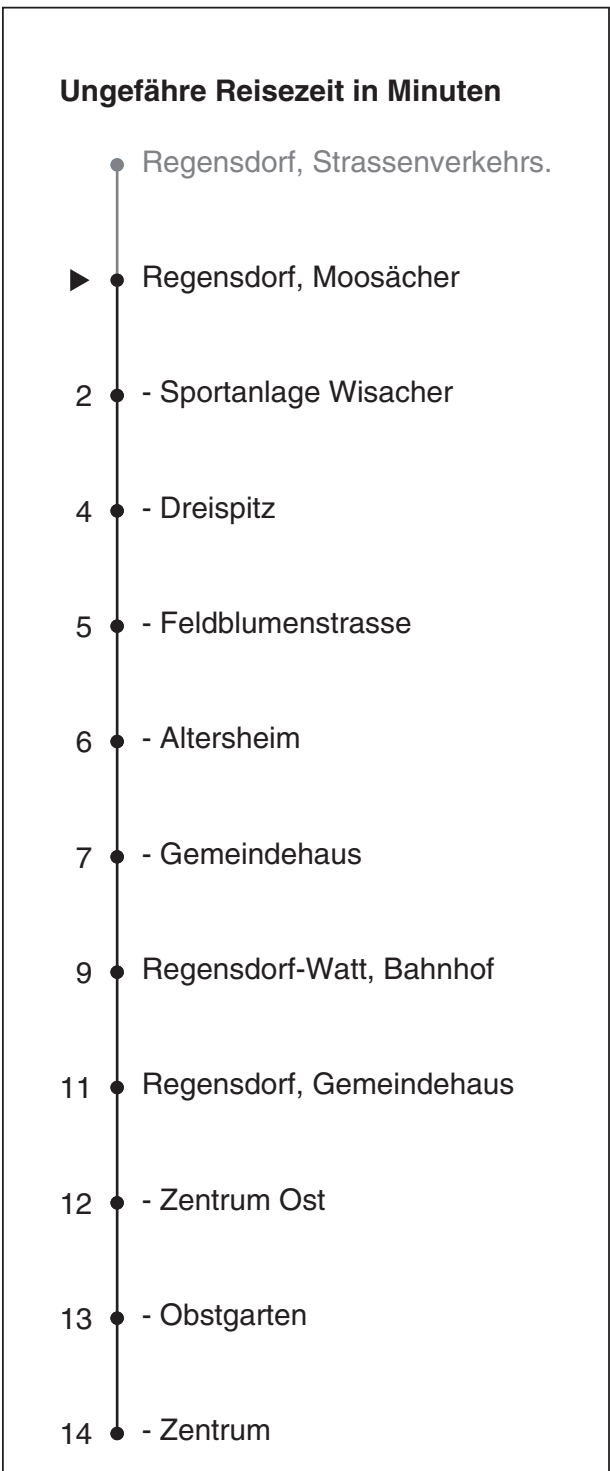 Ungefähre Reisezeit in Minuten
Regensdorf, Strassenverkehrs.
Regensdorf, Moosächer
2 - Sportanlage Wisacher
4 - Dreispitz
5 - Feldblumenstrasse
6 - Altersheim
7 - Gemeindehaus
9 Regensdorf-Watt, Bahnhof
11 Regensdorf, Gemeindehaus
12 - Zentrum Ost
13 - Obstgarten
14 - Zentrum